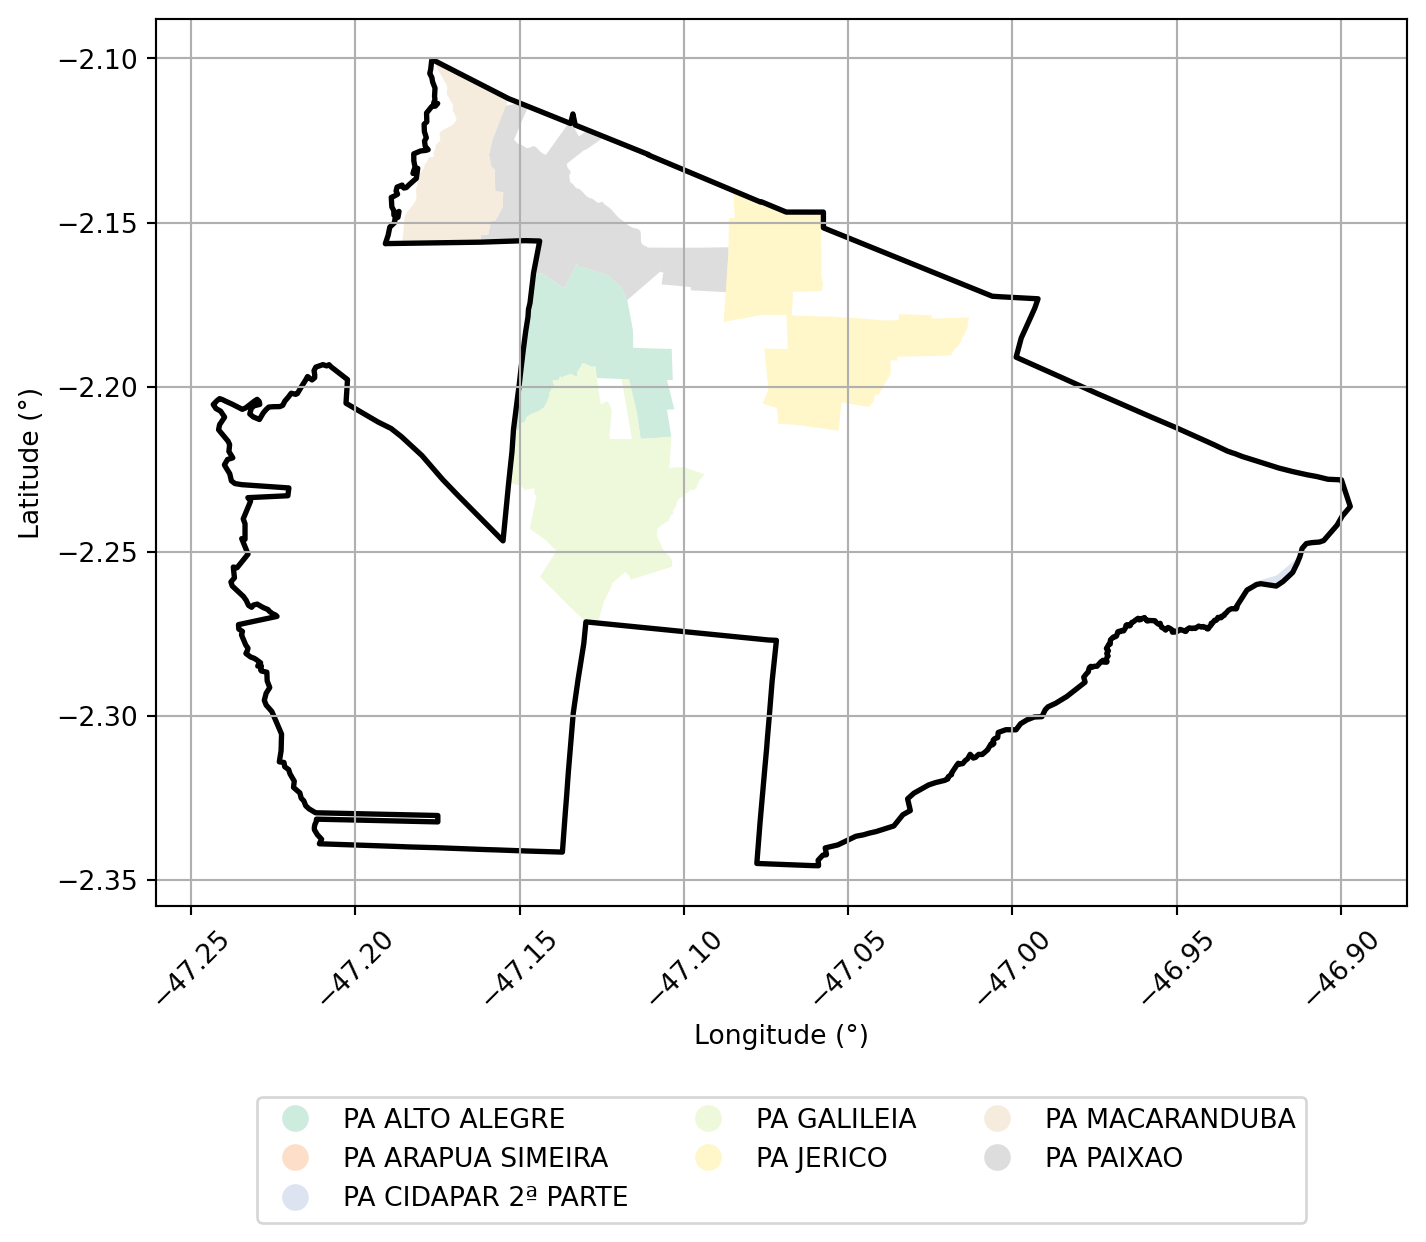 −2.10
−2.15
−2.20
−2.25
−2.30
−2.35
Latitude (°)
−47.25 −47.20 −47.15 −47.10 −47.05 −47.00 −46.95 −46.90
Longitude (°)
PA ALTO ALEGRE PA GALILEIA PA MACARANDUBA
PA ARAPUA SIMEIRA PA JERICO PA PAIXAO
PA CIDAPAR 2ª PARTE